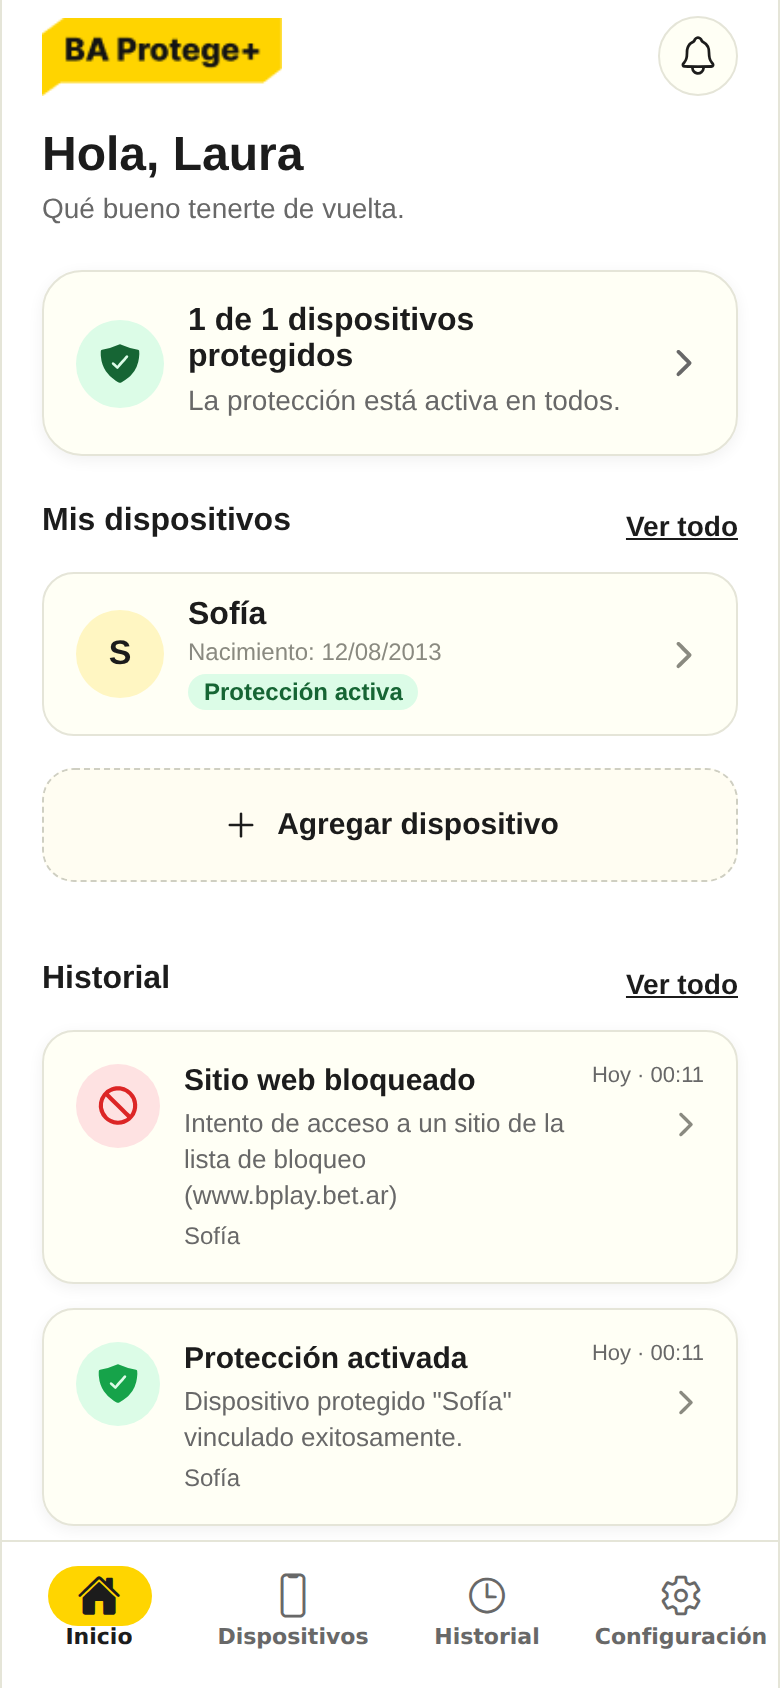 BA Protege+
Hola, Laura
Qué bueno tenerte de vuelta.
1 de 1 dispositivos
protegidos
La protección está activa en todos.
Mis dispositivos
Ver todo
S
Sofía
Nacimiento: 12/08/2013
Protección activa
Agregar dispositivo
Historial
Ver todo
Sitio web bloqueado
Hoy · 00:11
Intento de acceso a un sitio de la
lista de bloqueo
(www.bplay.bet.ar)
Sofía
Protección activada
Hoy · 00:11
Dispositivo protegido "Sofía"
vinculado exitosamente.
Sofía
Inicio
Dispositivos
Historial
Configuración